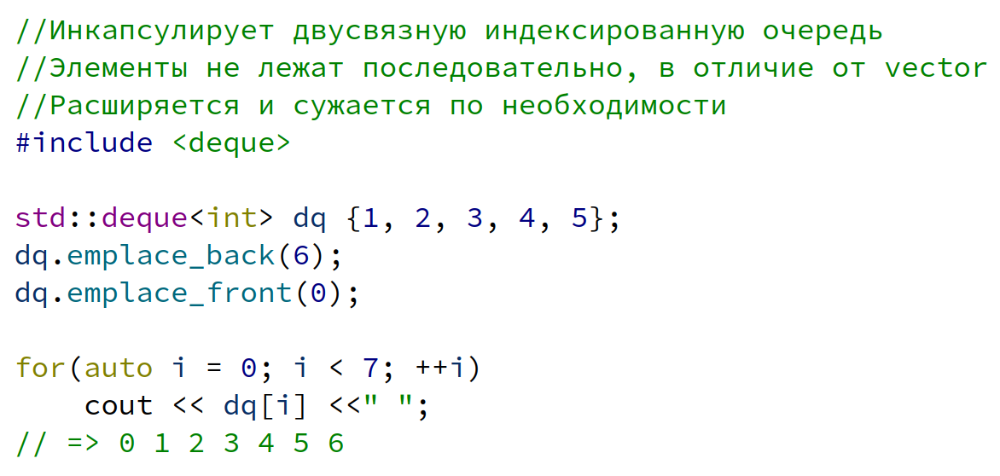 //Инкапсулирует двусвязную индексированную очередь
//Элементы не лежат последовательно, в отличие от vector
//Расширяется и сужается по необходимости
#include <deque>
std::deque<int> dq {1, 2, 3, 4, 5};
dq.emplace_back(6);
dq.emplace_front(0);
for(auto i = 0; i < 7; ++i)
    cout << dq[i] <<" ";
// => 0 1 2 3 4 5 6